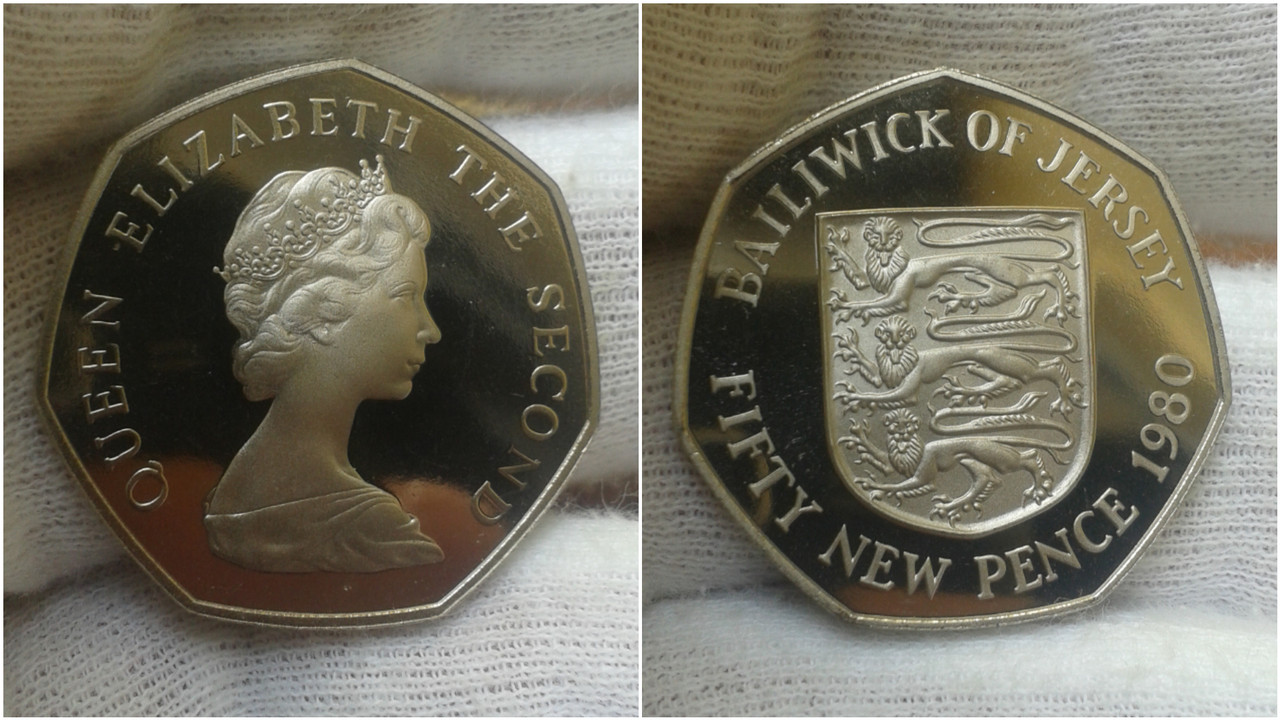 QUEEN ELIZABETH THE SECOND
BAILIWICK OF JERSEY
FIFTY NEW PENCE 1980